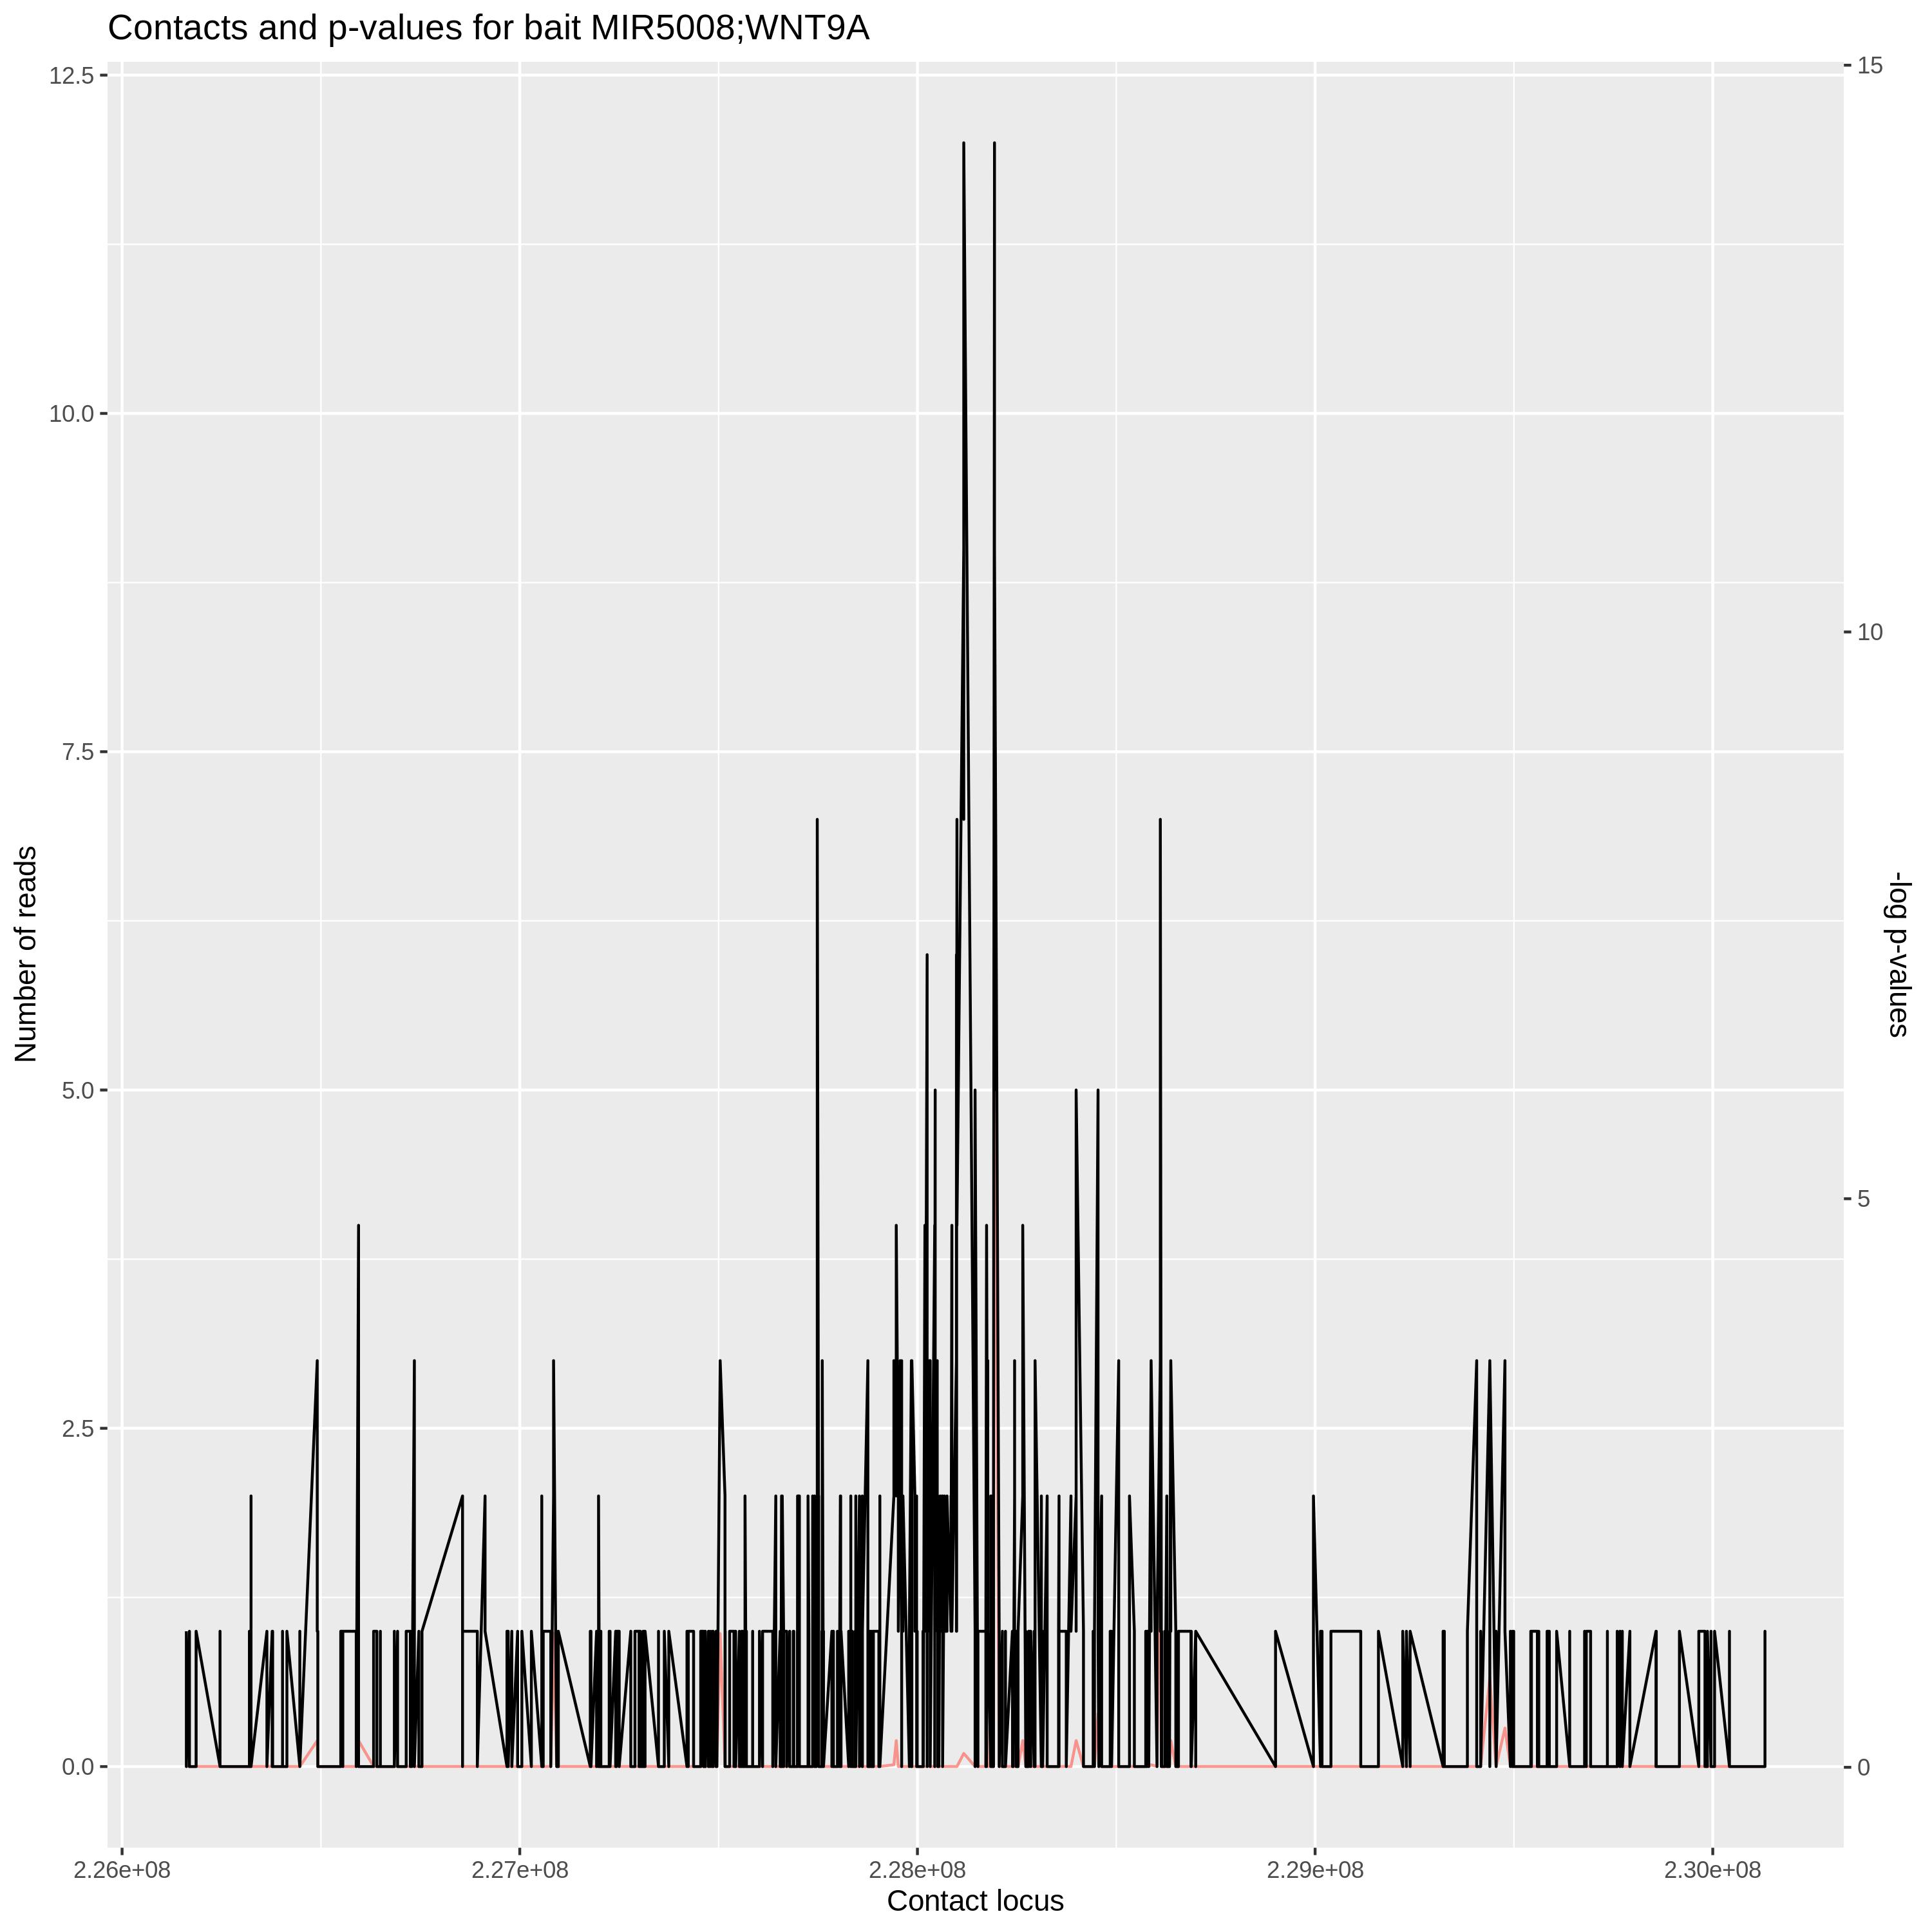 Contacts and p-values for bait MIR5008;WNT9A
12.5
10.0
7.5
5.0
2.5
0.0
Number of reads
15
10
5
0
-log p-values
2.26e+08 2.27e+08 2.28e+08 2.29e+08 2.30e+08
Contact locus